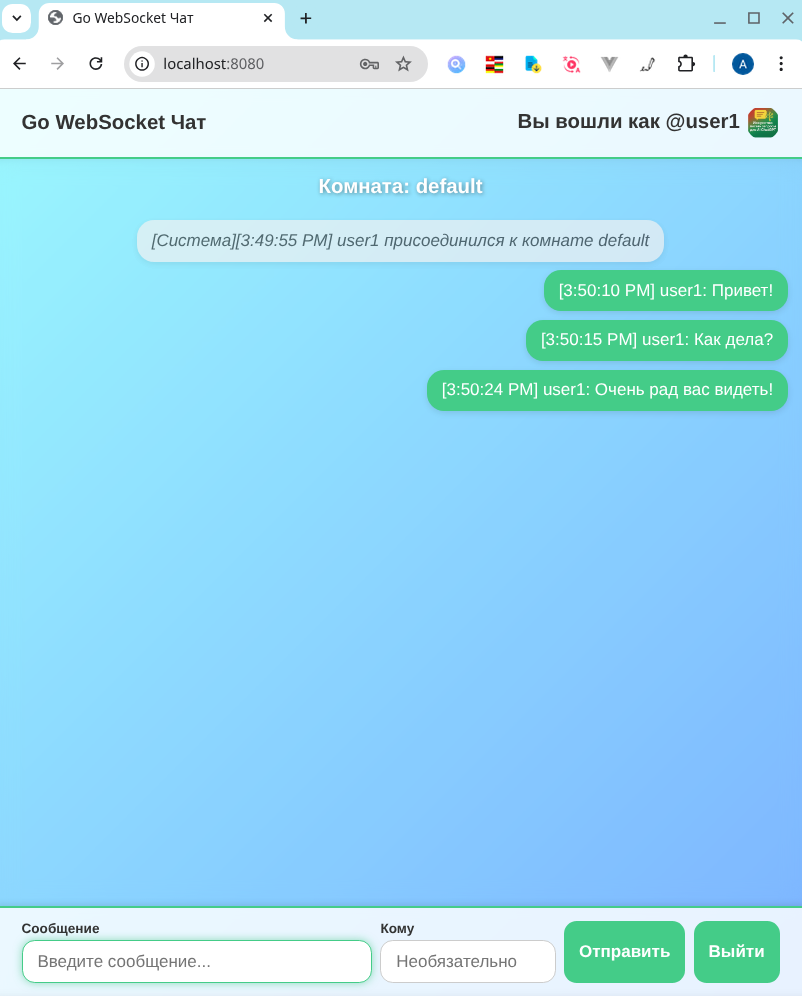 Go WebSocket Чат
localhost:8080
A
Go WebSocket Чат
Вы вошли как @user1
Комната: default
[Система][3:49:55 PM] user1 присоединился к комнате default
[3:50:10 PM] user1: Привет!
[3:50:15 PM] user1: Как дела?
[3:50:24 PM] user1: Очень рад вас видеть!
Сообщение
Кому
Введите сообщение...
Необязательно
Отправить
Выйти